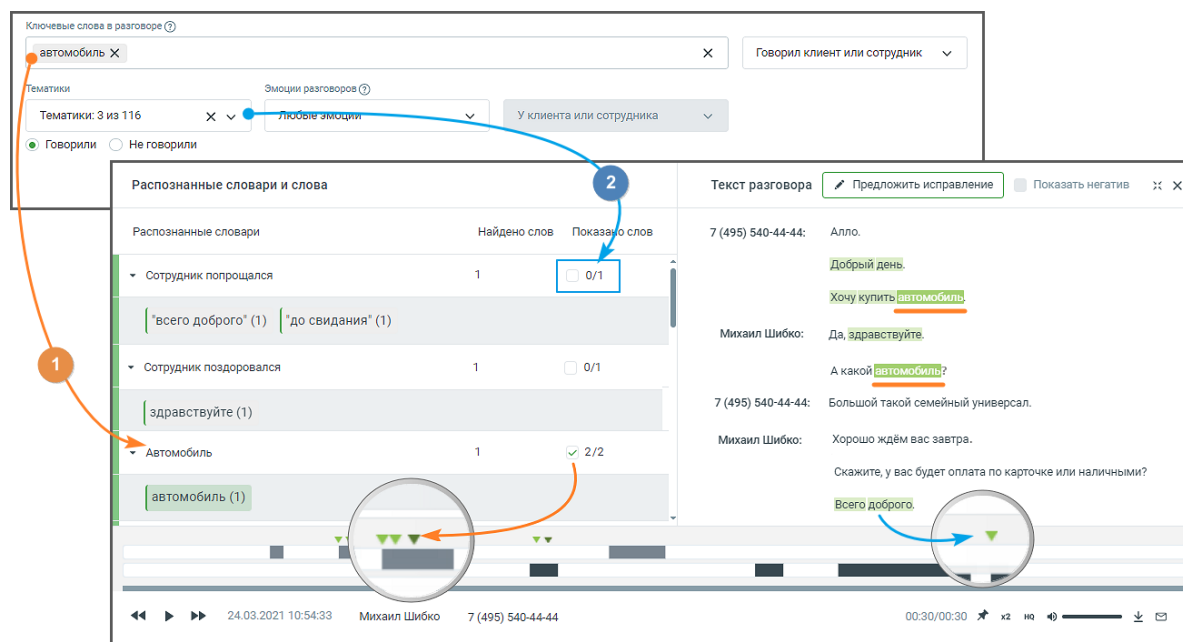 Ключевые слова в разговоре ?
автомобиль
Говорил клиент или сотрудник
Тематики
Эмоции разговоров ?
Тематики: 3 из 116
Любые эмоции
У клиента или сотрудника
Говорили Не говорили
2
Распознанные словари и слова
Распознанные словари Найдено слов Показано слов
Сотрудник попрощался 1 0/1
"всего доброго" (1) "до свидания" (1)
1
Сотрудник поздоровался 1 0/1
здравствуйте (1)
Автомобиль 1 2/2
автомобиль (1)
Текст разговора Предложить исправление Показать негатив
7 (495) 540-44-44: Алло.
Добрый день.
Хочу купить автомобиль.
Михаил Шибко: Да, здравствуйте.
А какой автомобиль?
7 (495) 540-44-44: Большой такой семейный универсал.
Михаил Шибко: Хорошо ждём вас завтра.
Скажите, у вас будет оплата по карточке или наличными?
Всего доброго.
24.03.2021 10:54:33 Михаил Шибко 7 (495) 540-44-44 00:30/00:30 x2 HQ